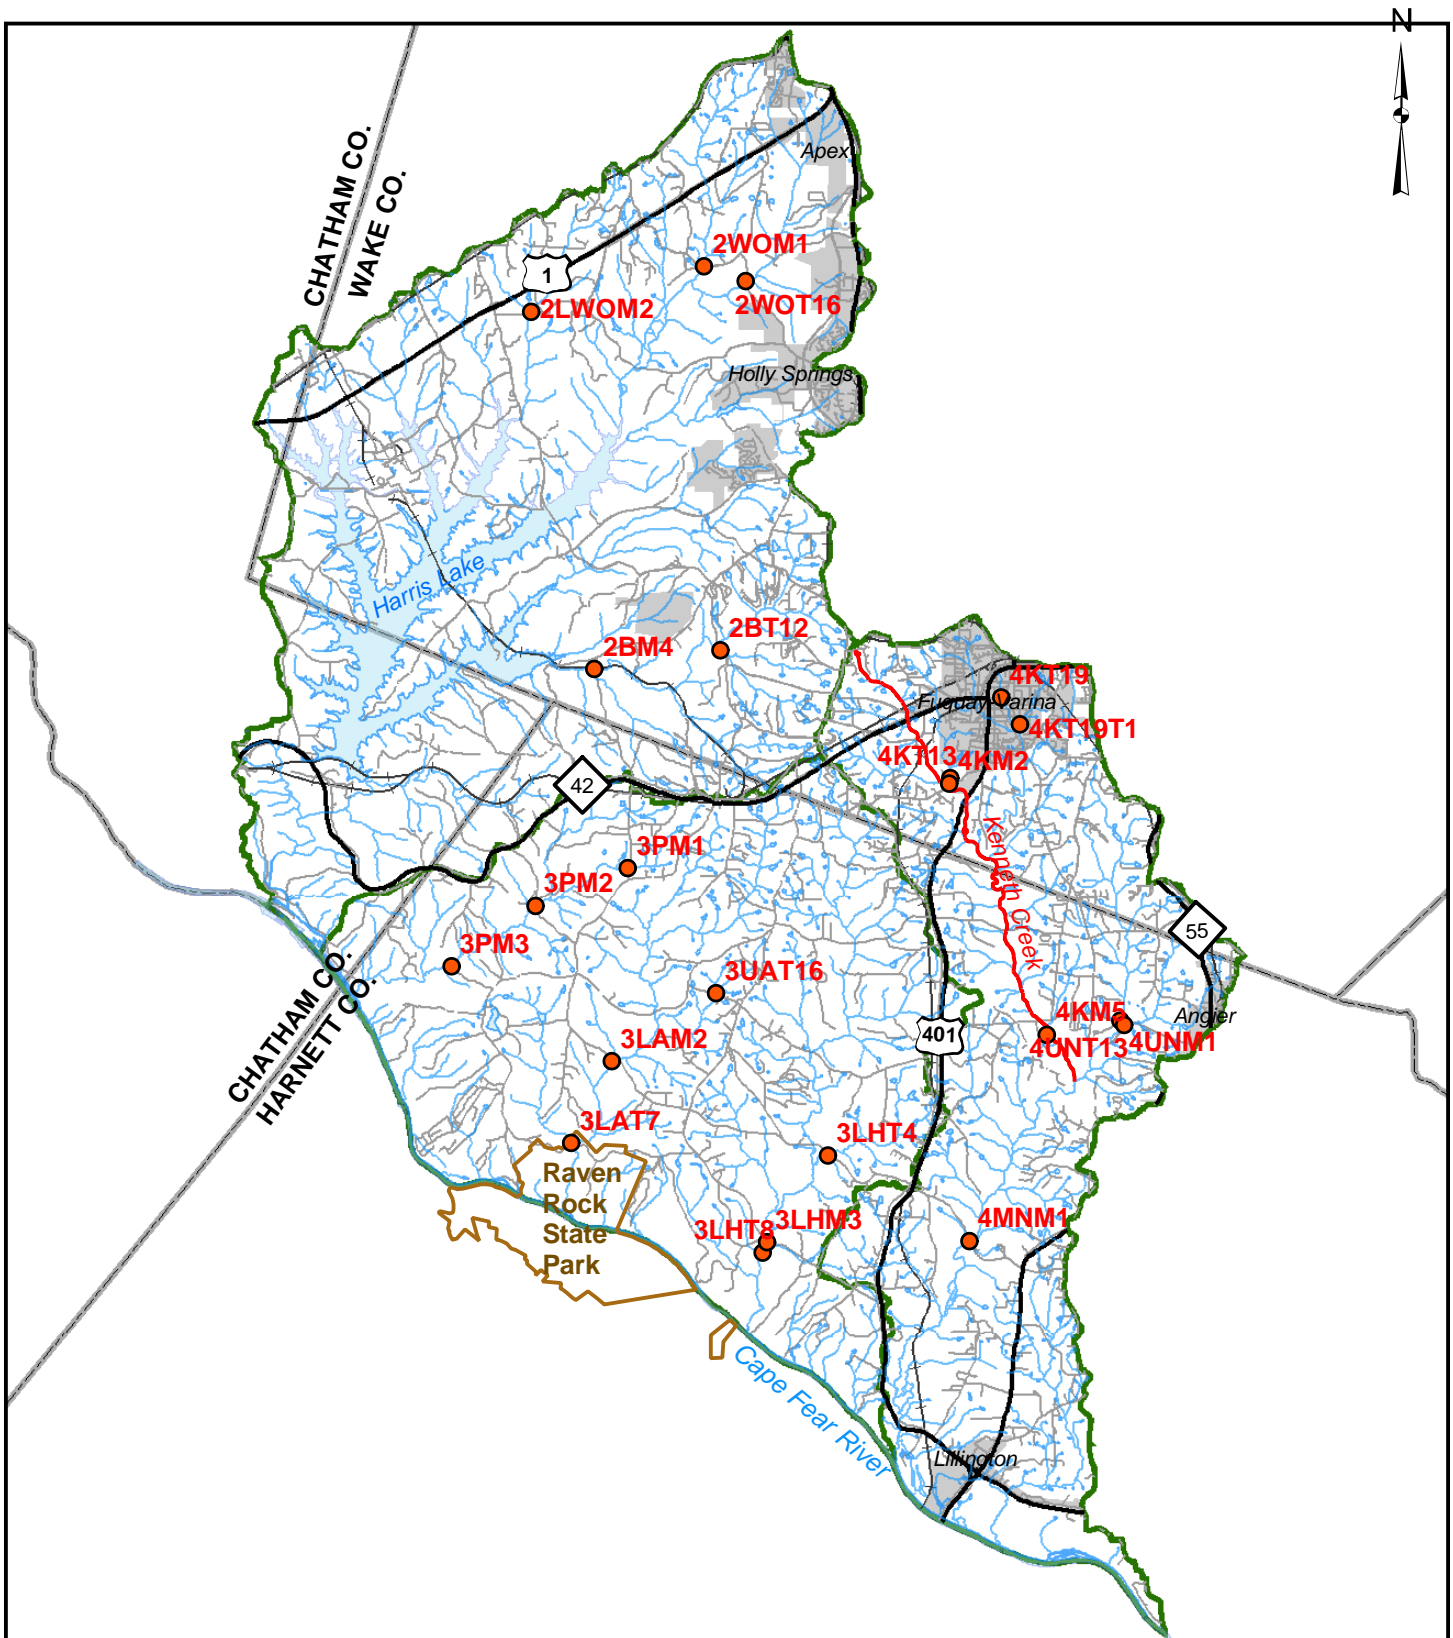 N
CHATHAM CO.
WAKE CO.
Apex
2WOM1
1
2WOT16
2LWOM2
Holly Springs
Harris Lake
2BT12
2BM4
4KT19
Fuquay-Varina
4KT19T1
4KT13
4KM2
42
Kenneth Creek
3PM1
3PM2
55
3PM3
3UAT16
CHATHAM CO.
HARNETT CO.
4KM5
Angier
401
4UNT13
4UNM1
3LAM2
3LAT7
3LHT4
Raven
Rock
State
Park
3LHT8
3LHM3
4MNM1
Cape Fear River
Lillington